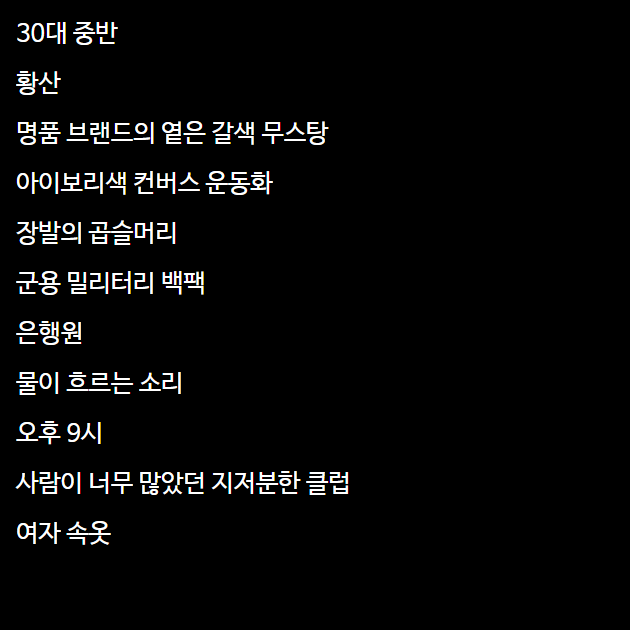 30대 중반
황산
명품 브랜드의 옅은 갈색 무스탕
아이보리색 컨버스 운동화
장발의 곱슬머리
군용 밀리터리 백팩
은행원
물이 흐르는 소리
오후 9시
사람이 너무 많았던 지저분한 클럽
여자 속옷